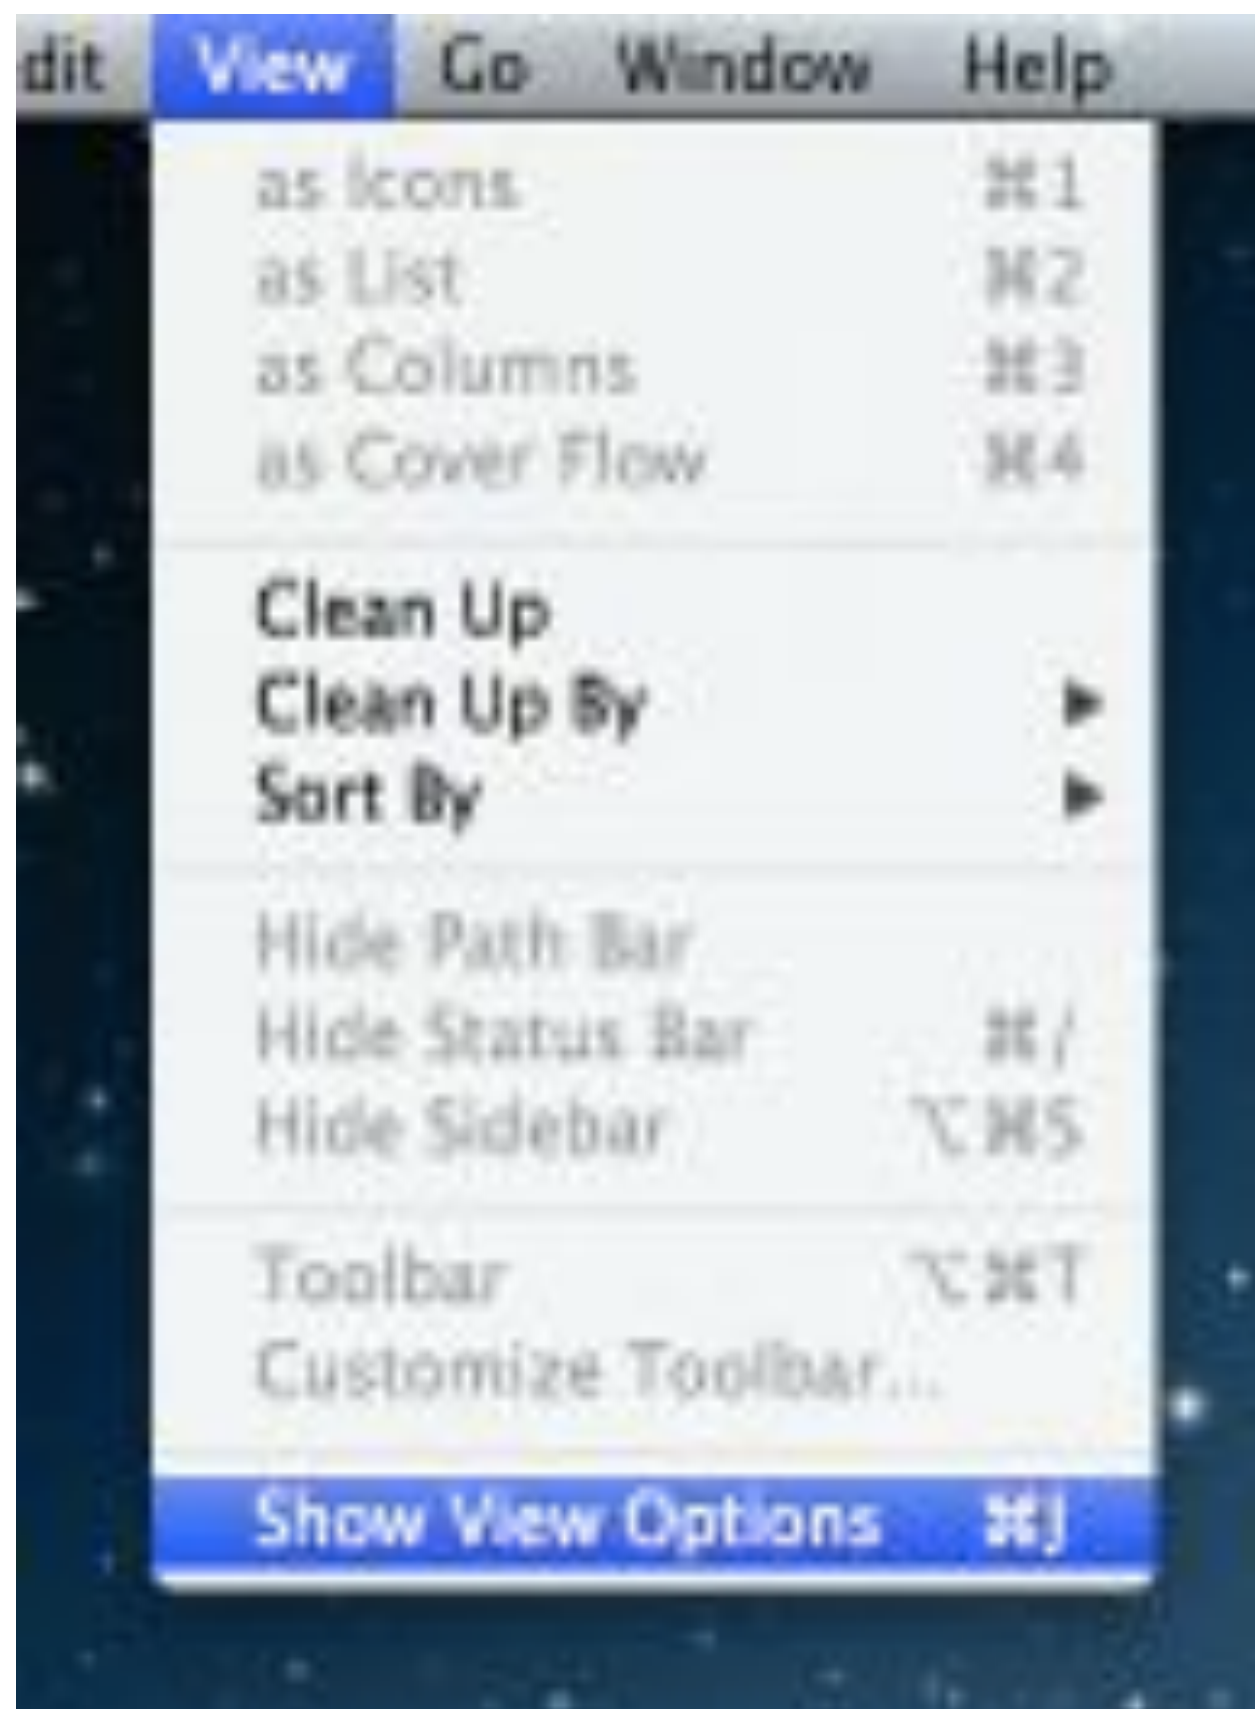 dit View Go Window Help
as Icons ⌘1
as List ⌘2
as Columns ⌘3
as Cover Flow ⌘4
Clean Up
Clean Up By ▶
Sort By ▶
Hide Path Bar
Hide Status Bar ⌘/
Hide Sidebar ⌥⌘S
Toolbar ⌥⌘T
Customize Toolbar...
Show View Options ⌘J